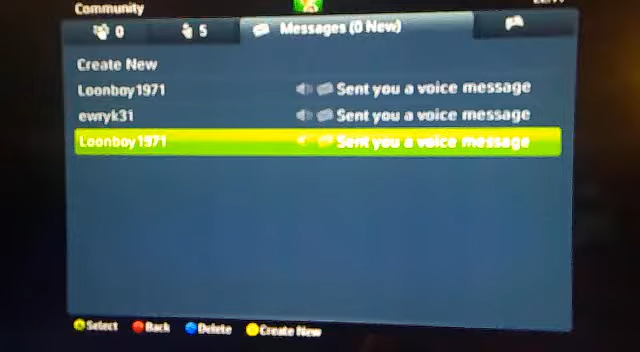 Community
0 5 Messages (0 New)
Create New
Loonboy1971 Sent you a voice message
ewryk31 Sent you a voice message
Loonboy1971 Sent you a voice message
Select Back Delete Create New